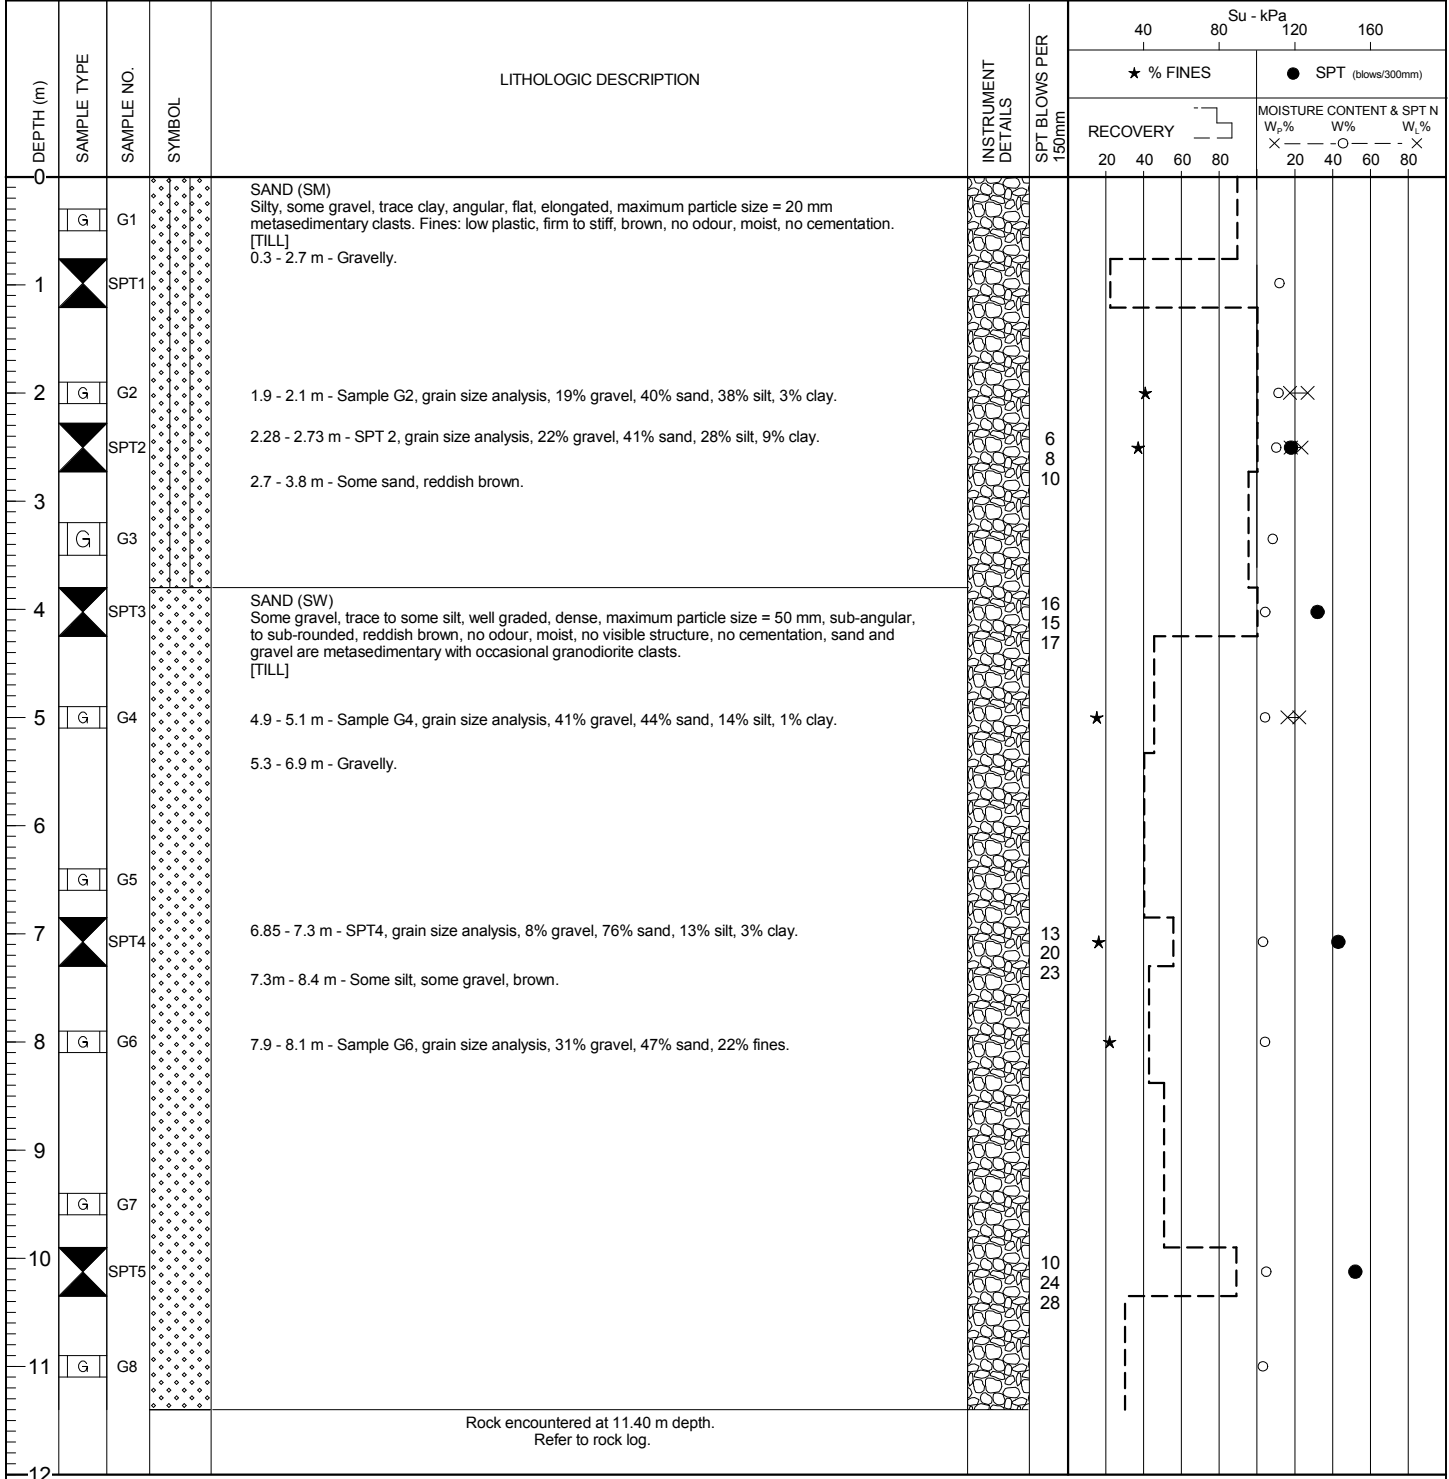 Su - kPa
40 80 120 160
★ % FINES
● SPT (blows/300mm)
DEPTH (m)
SAMPLE TYPE
SAMPLE NO.
SYMBOL
LITHOLOGIC DESCRIPTION
INSTRUMENT
DETAILS
SPT BLOWS PER
150mm
RECOVERY
MOISTURE CONTENT & SPT N
WP% W% WL%
20 40 60 80
20 40 60 80
0
SAND (SM)
Silty, some gravel, trace clay, angular, flat, elongated, maximum particle size = 20 mm
G G1
metasedimentary clasts. Fines: low plastic, firm to stiff, brown, no odour, moist, no cementation.
[TILL]
0.3 - 2.7 m - Gravelly.
1
SPT1
2 G G2
1.9 - 2.1 m - Sample G2, grain size analysis, 19% gravel, 40% sand, 38% silt, 3% clay.
2.28 - 2.73 m - SPT 2, grain size analysis, 22% gravel, 41% sand, 28% silt, 9% clay.
SPT2
6
8
10
2.7 - 3.8 m - Some sand, reddish brown.
3
G G3
SAND (SW)
4 SPT3
16
15
17
Some gravel, trace to some silt, well graded, dense, maximum particle size = 50 mm, sub-angular,
to sub-rounded, reddish brown, no odour, moist, no visible structure, no cementation, sand and
gravel are metasedimentary with occasional granodiorite clasts.
[TILL]
5 G G4
4.9 - 5.1 m - Sample G4, grain size analysis, 41% gravel, 44% sand, 14% silt, 1% clay.
5.3 - 6.9 m - Gravelly.
6
G G5
7 SPT4
6.85 - 7.3 m - SPT4, grain size analysis, 8% gravel, 76% sand, 13% silt, 3% clay.
13
20
23
7.3m - 8.4 m - Some silt, some gravel, brown.
8 G G6
7.9 - 8.1 m - Sample G6, grain size analysis, 31% gravel, 47% sand, 22% fines.
9
G G7
10 SPT5
10
24
28
11 G G8
Rock encountered at 11.40 m depth.
Refer to rock log.
12